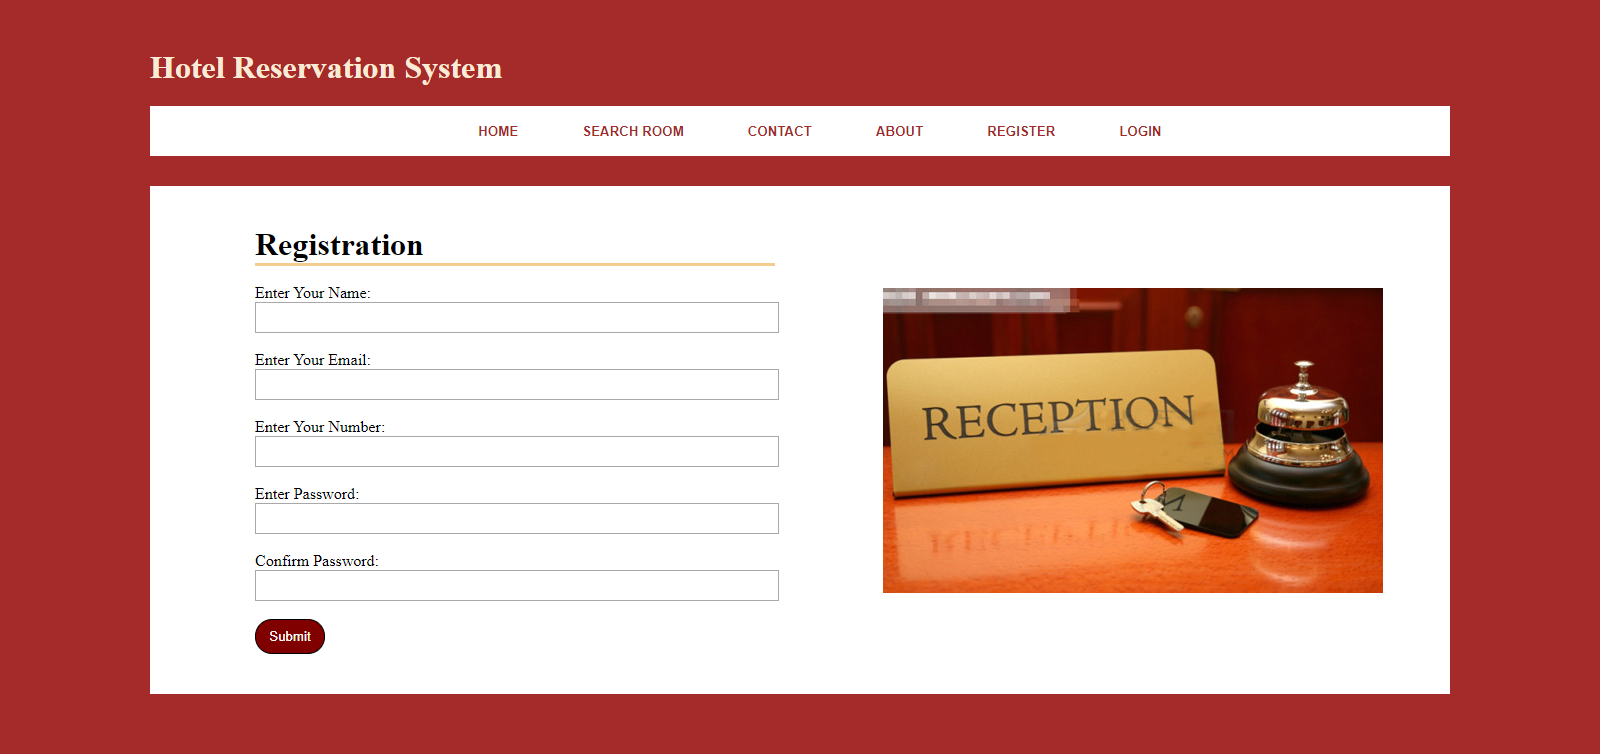 Hotel Reservation System
HOME SEARCH ROOM CONTACT ABOUT REGISTER LOGIN
Registration
Enter Your Name:
Enter Your Email:
Enter Your Number:
Enter Password:
Confirm Password:
Submit
RECEPTION